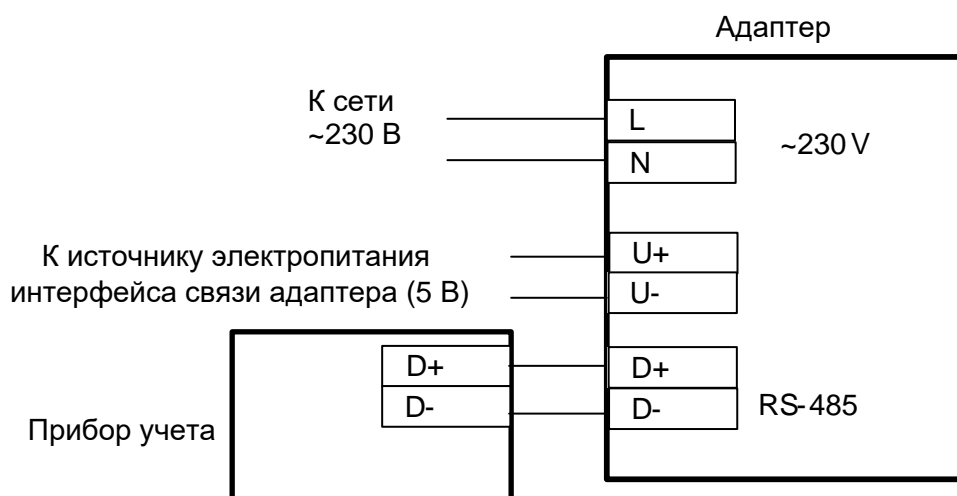 Адаптер
К сети
~230 В
L
N
~230 V
К источнику электропитания
интерфейса связи адаптера (5 В)
U+
U-
D+
D-
D+
D-
RS-485
Прибор учета